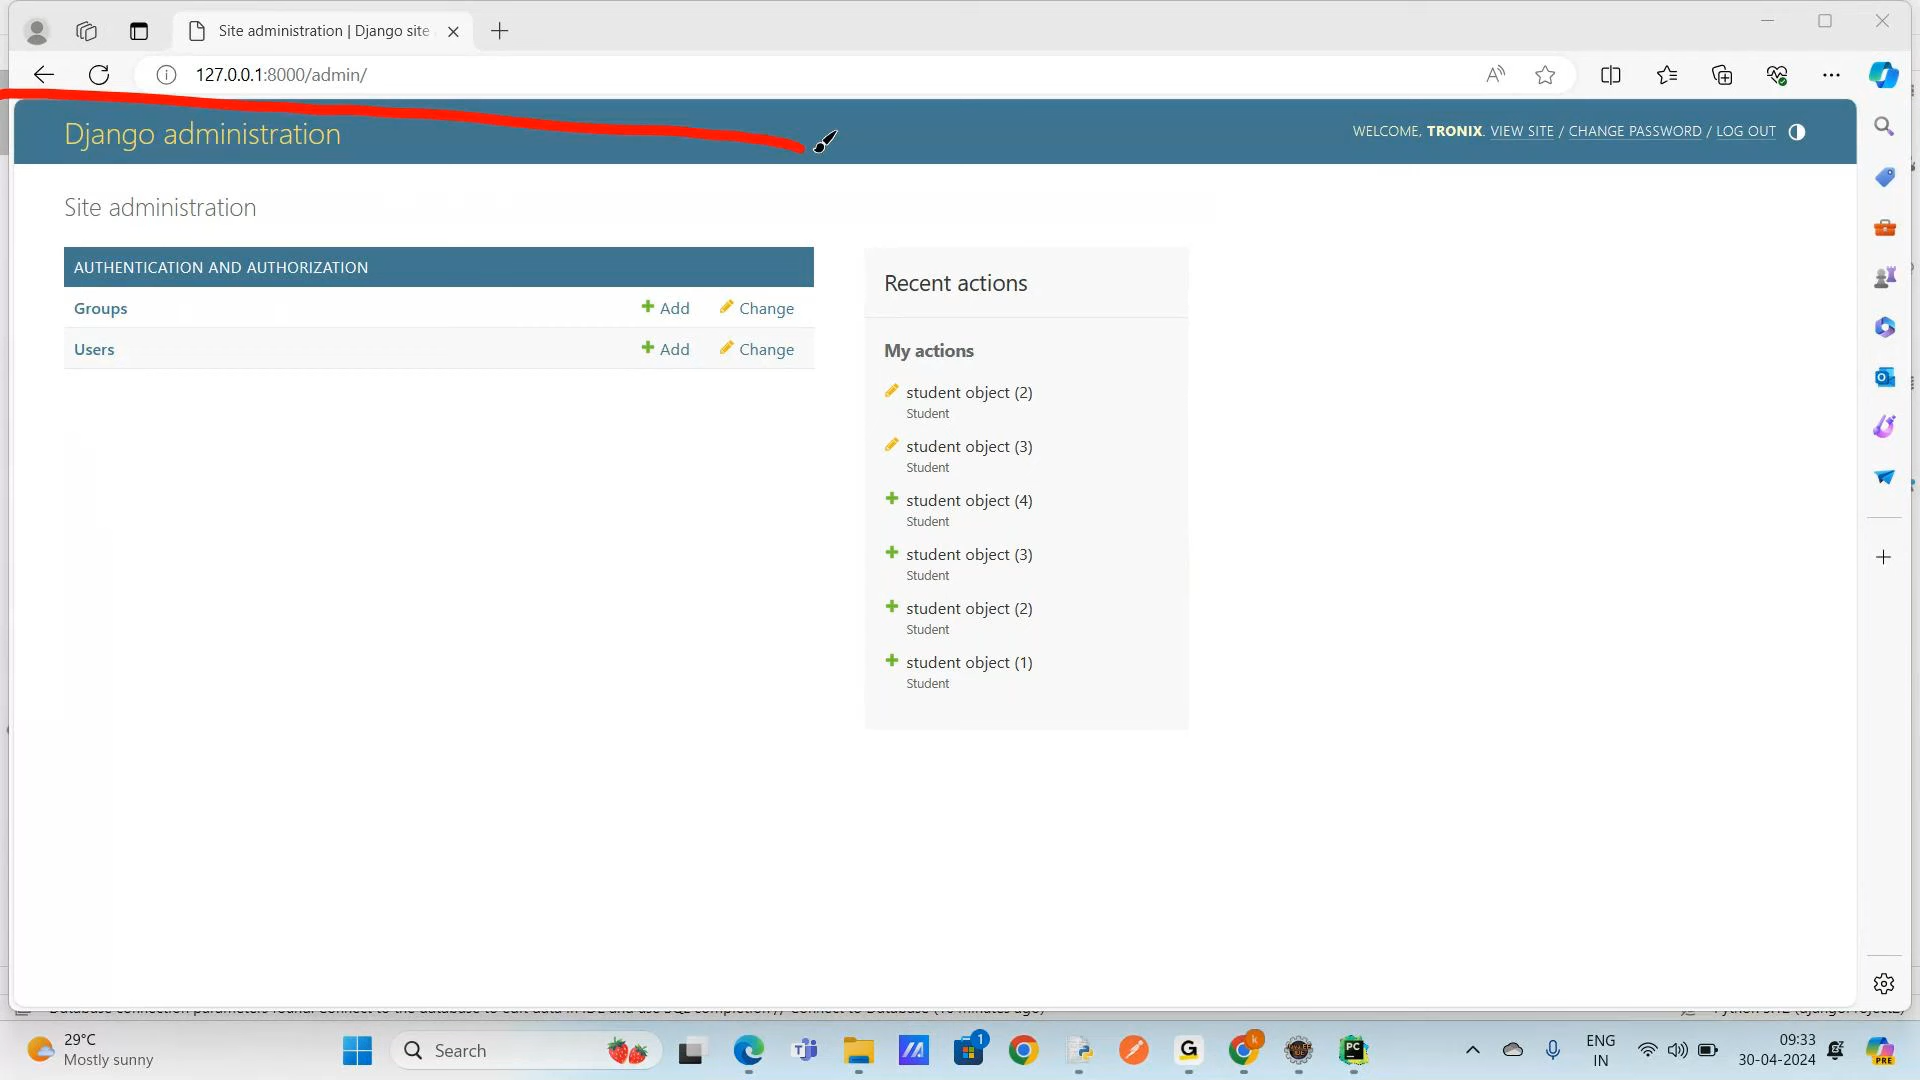 Site administration | Django site
127.0.0.1:8000/admin/
Django administration
WELCOME, TRONIX. VIEW SITE / CHANGE PASSWORD / LOG OUT
Site administration
AUTHENTICATION AND AUTHORIZATION
Groups Add Change
Users Add Change
Recent actions
My actions
student object (2)
Student
student object (3)
Student
student object (4)
Student
student object (3)
Student
student object (2)
Student
student object (1)
Student
29°C
Mostly sunny
Search
1
k
PC
G
PRE
ENG
IN
09:33
30-04-2024